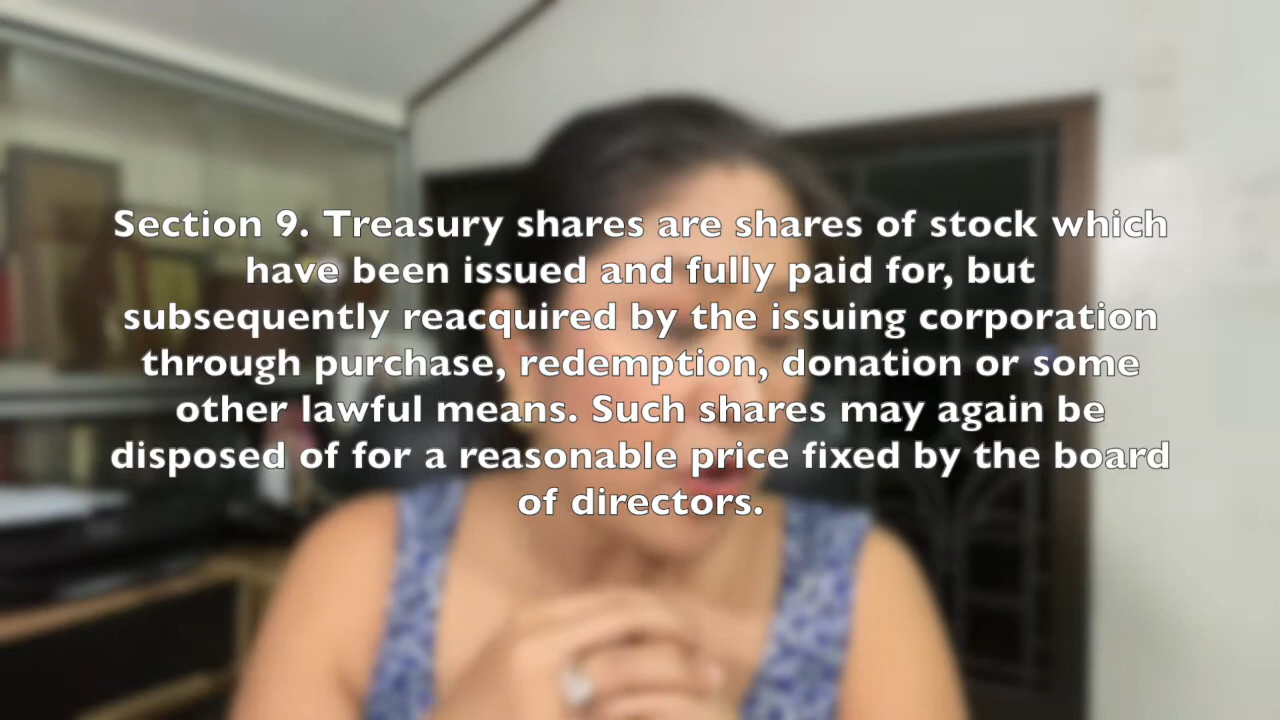 Section 9. Treasury shares are shares of stock which
have been issued and fully paid for, but
subsequently reacquired by the issuing corporation
through purchase, redemption, donation or some
other lawful means. Such shares may again be
disposed of for a reasonable price fixed by the board
of directors.